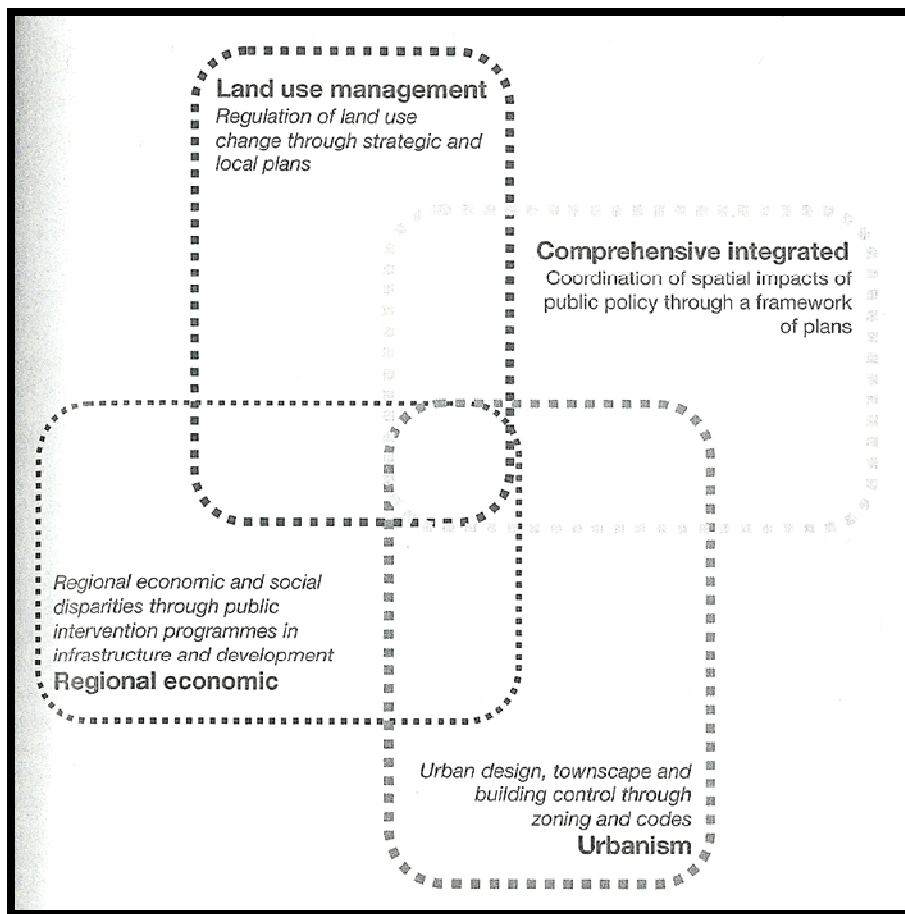 Land use management
Regulation of land use
change through strategic and
local plans
Comprehensive integrated
Coordination of spatial impacts of
public policy through a framework
of plans
Regional economic and social
disparities through public
intervention programmes in
infrastructure and development
Regional economic
Urban design, townscape and
building control through
zoning and codes
Urbanism